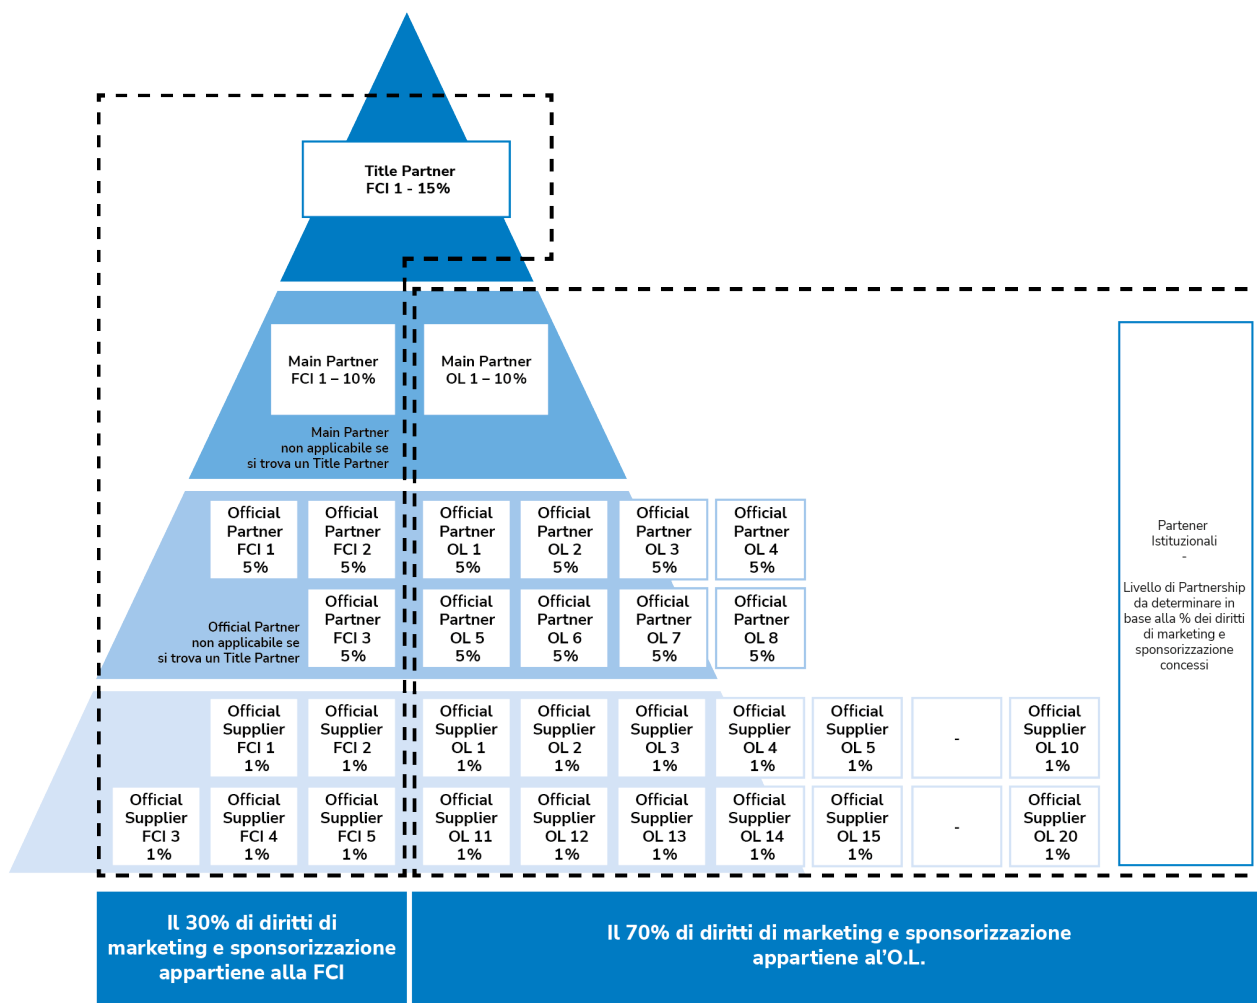 Title Partner
FCI 1 - 15%
Main Partner
FCI 1 – 10%
Main Partner
OL 1 – 10%
Main Partner
non applicabile se
si trova un Title Partner
Official
Partner
FCI 1
5%
Official
Partner
FCI 2
5%
Official
Partner
OL 1
5%
Official
Partner
OL 2
5%
Official
Partner
OL 3
5%
Official
Partner
OL 4
5%
Official Partner
non applicabile se
si trova un Title Partner
Official
Partner
FCI 3
5%
Official
Partner
OL 5
5%
Official
Partner
OL 6
5%
Official
Partner
OL 7
5%
Official
Partner
OL 8
5%
Official
Supplier
FCI 1
1%
Official
Supplier
FCI 2
1%
Official
Supplier
OL 1
1%
Official
Supplier
OL 2
1%
Official
Supplier
OL 3
1%
Official
Supplier
OL 4
1%
Official
Supplier
OL 5
1%
-
Official
Supplier
OL 10
1%
Official
Supplier
FCI 3
1%
Official
Supplier
FCI 4
1%
Official
Supplier
FCI 5
1%
Official
Supplier
OL 11
1%
Official
Supplier
OL 12
1%
Official
Supplier
OL 13
1%
Official
Supplier
OL 14
1%
Official
Supplier
OL 15
1%
-
Official
Supplier
OL 20
1%
Partener
Istituzionali
-
Livello di Partnership
da determinare in
base alla % dei diritti
di marketing e
sponsorizzazione
concessi
Il 30% di diritti di
marketing e sponsorizzazione
appartiene alla FCI
Il 70% di diritti di marketing e sponsorizzazione
appartiene al’O.L.